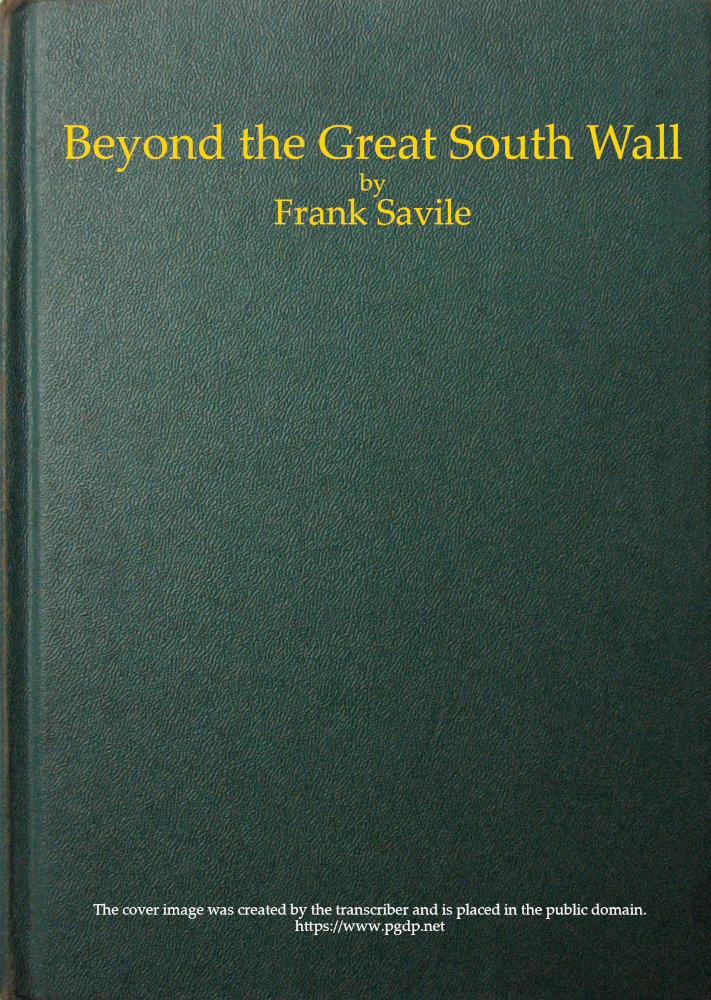 Beyond the Great South Wall
by
Frank Savile
The cover image was created by the transcriber and is placed in the public domain.
https://www.pgdp.net